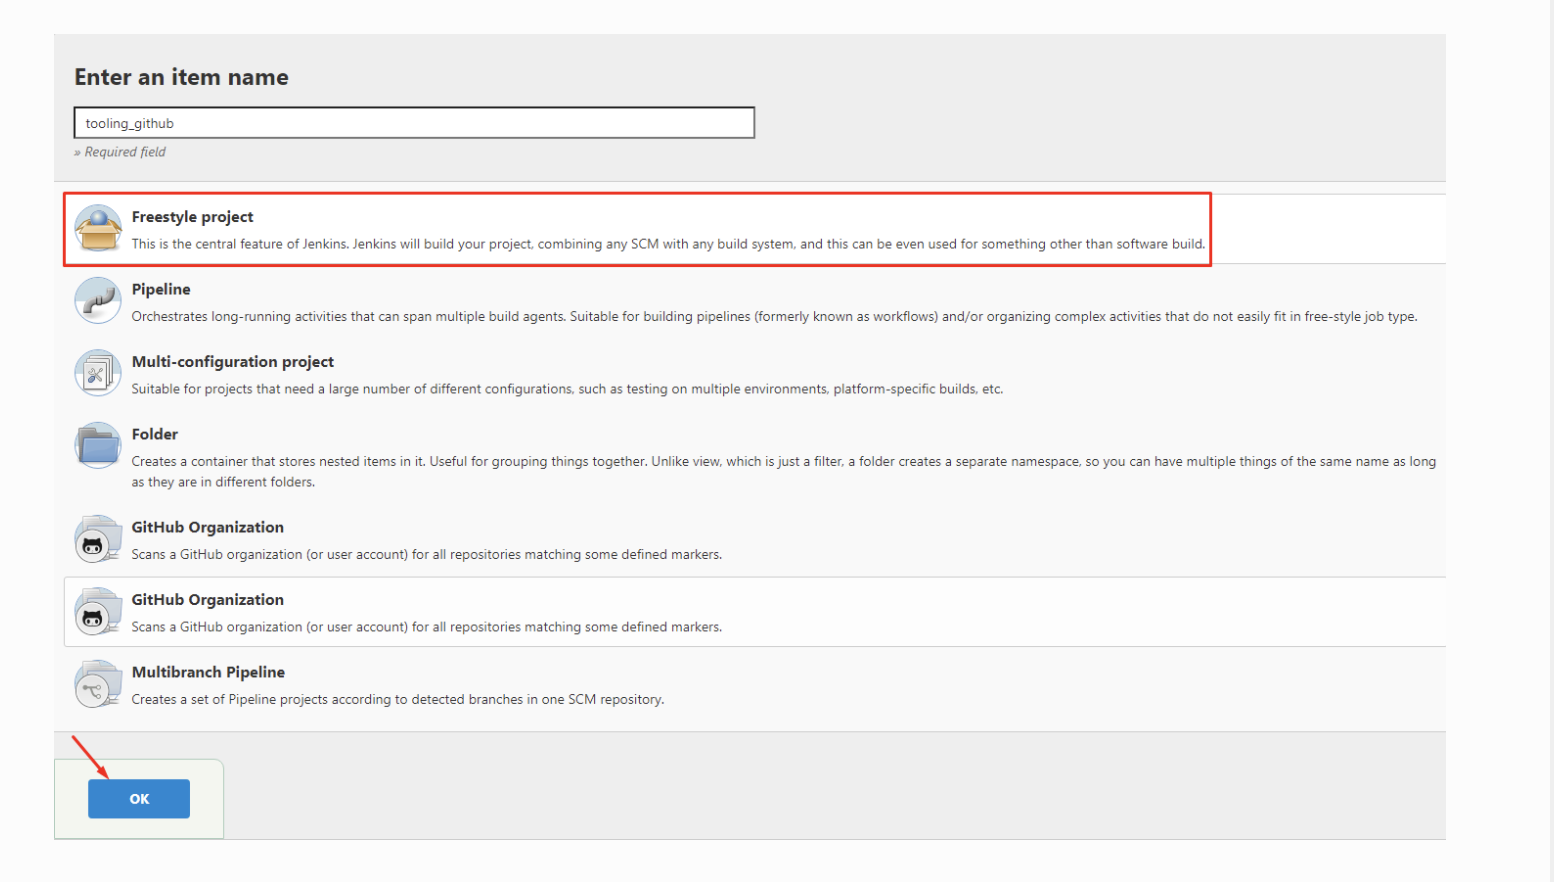 Enter an item name
tooling_github
» Required field
Freestyle project
This is the central feature of Jenkins. Jenkins will build your project, combining any SCM with any build system, and this can be even used for something other than software build.
Pipeline
Orchestrates long-running activities that can span multiple build agents. Suitable for building pipelines (formerly known as workflows) and/or organizing complex activities that do not easily fit in free-style job type.
Multi-configuration project
Suitable for projects that need a large number of different configurations, such as testing on multiple environments, platform-specific builds, etc.
Folder
Creates a container that stores nested items in it. Useful for grouping things together. Unlike view, which is just a filter, a folder creates a separate namespace, so you can have multiple things of the same name as long
as they are in different folders.
GitHub Organization
Scans a GitHub organization (or user account) for all repositories matching some defined markers.
GitHub Organization
Scans a GitHub organization (or user account) for all repositories matching some defined markers.
Multibranch Pipeline
Creates a set of Pipeline projects according to detected branches in one SCM repository.
OK